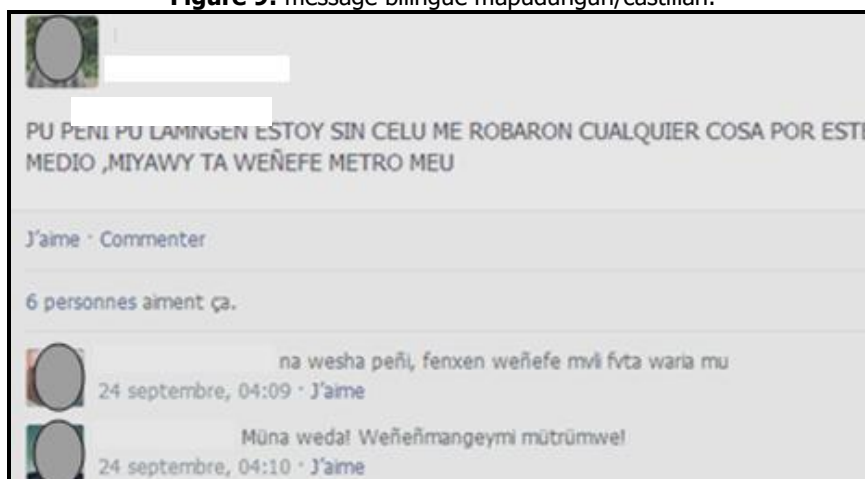 Figure 9. message bilingue mapudungun/castillan.
PU PEÑI PU LAMNGEN ESTOY SIN CELU ME ROBARON CUALQUIER COSA POR ESTE
MEDIO ,MIYAWY TA WEÑEFE METRO MEU
J'aime · Commenter
6 personnes aiment ça.
na wesha peñi, fenxen weñefe mvli fvta waria mu
24 septembre, 04:09 · J'aime
Müna weda! Weñeñmangeymi mütrümwe!
24 septembre, 04:10 · J'aime